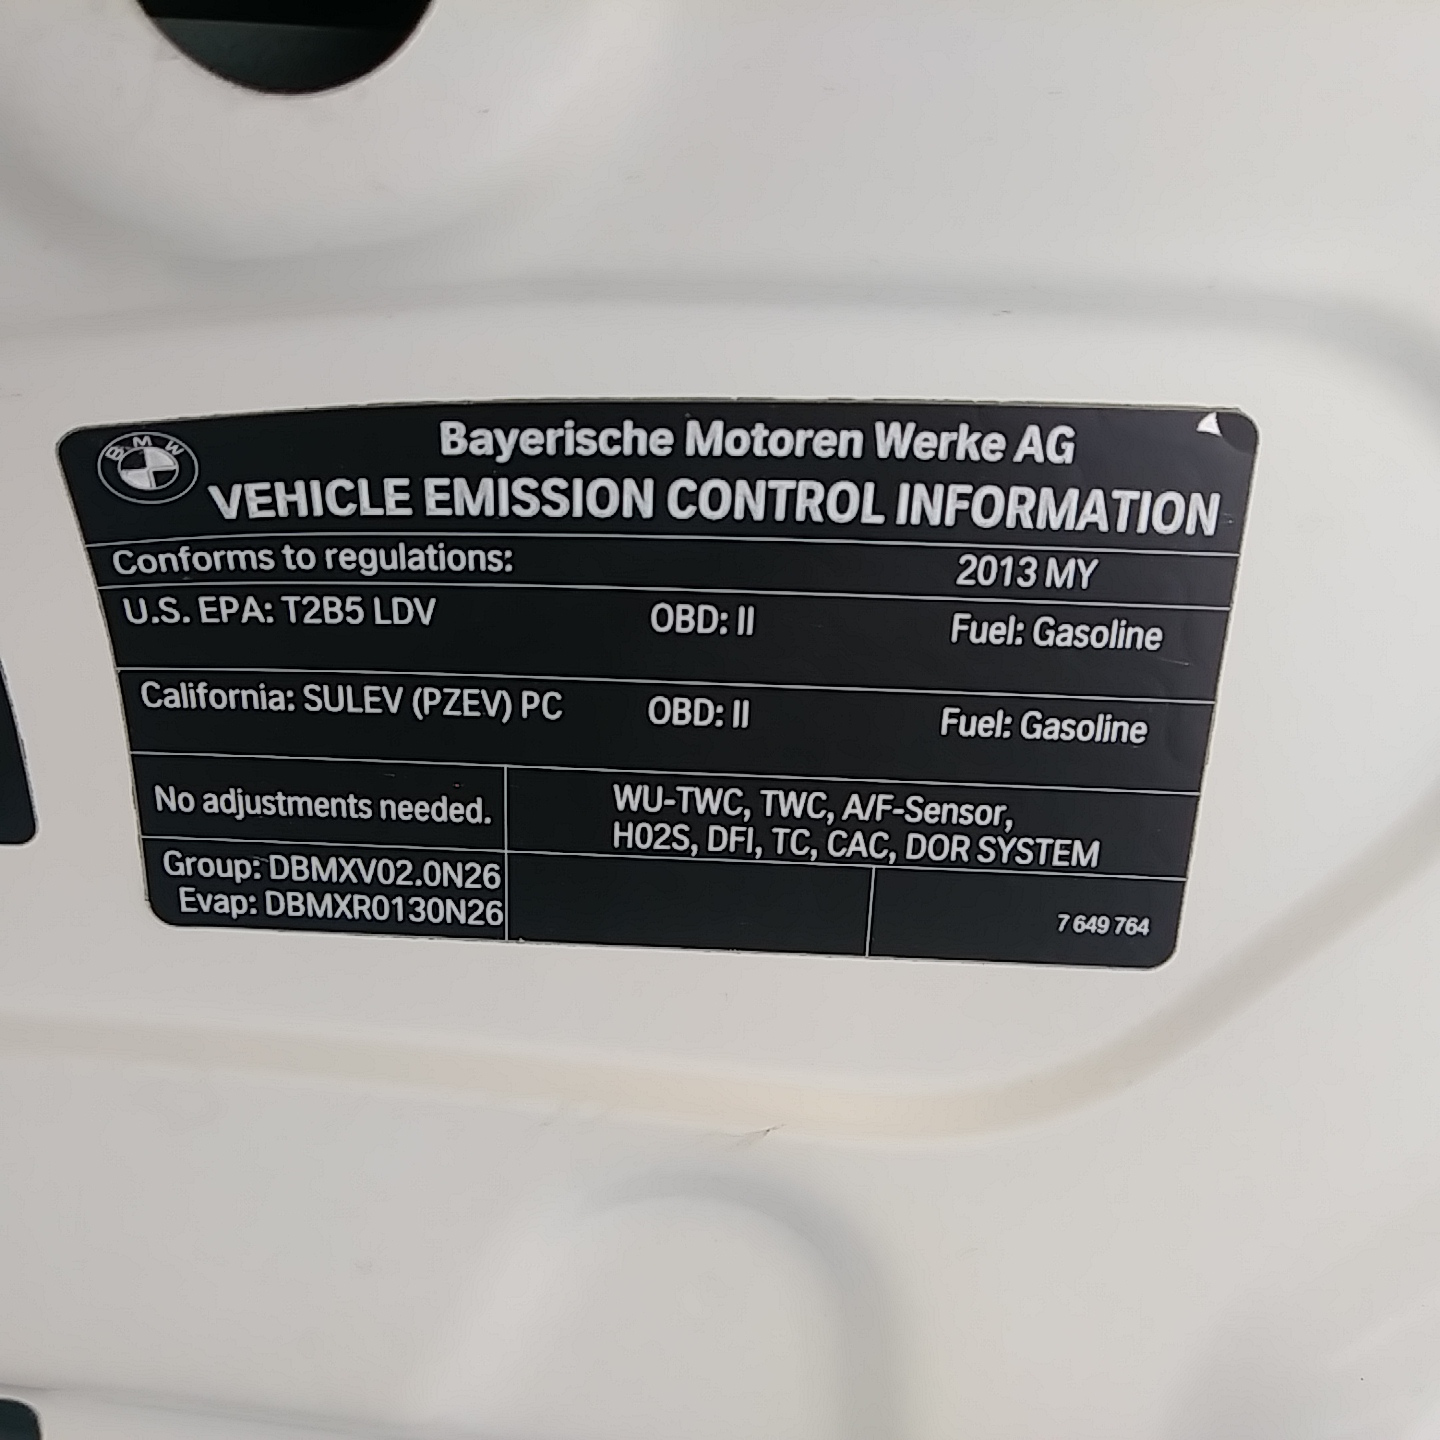 BMW
Bayerische Motoren Werke AG
VEHICLE EMISSION CONTROL INFORMATION
Conforms to regulations: 2013 MY
U.S. EPA: T2B5 LDV OBD: II Fuel: Gasoline
California: SULEV (PZEV) PC OBD: II Fuel: Gasoline
No adjustments needed.
WU-TWC, TWC, A/F-Sensor,
H02S, DFI, TC, CAC, DOR SYSTEM
Group: DBMXV02.0N26
Evap: DBMXR0130N26
7 649 764